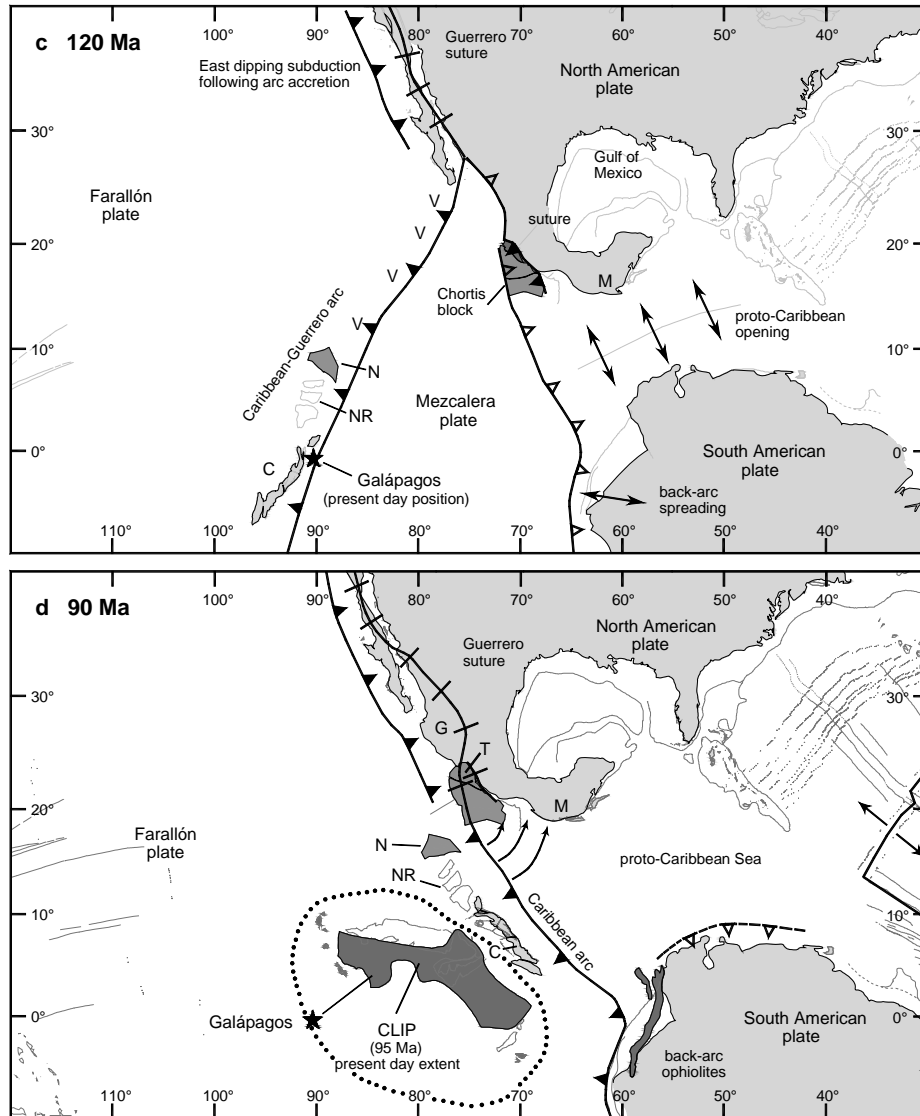 c 120 Ma
100° 90° 80° 70° 60° 50° 40°
Guerrero
suture
East dipping subduction
following arc accretion
North American
plate
30° 30°
Gulf of
Mexico
Farallón
plate
V
V
V
V
20° 20°
suture
M
Chortis
block
Caribbean-Guerrero arc
proto-Caribbean
opening
10° 10°
N
NR
Mezcalera
plate
0° 0°
C
Galápagos
(present day position)
South American
plate
back-arc
spreading
110° 100° 90° 80° 70° 60° 50° 40°
d 90 Ma
100° 90° 80° 70° 60° 50° 40
North American
plate
Guerrero
suture
30° 30°
G
T
M
20° 20°
Farallón
plate
N
proto-Caribbean Sea
NR
10° 10°
Caribbean arc
C
Galápagos
0° 0°
CLIP
(95 Ma)
present day extent
South American
plate
back-arc
ophiolites
110° 100° 90° 80° 70° 60° 50° 40°